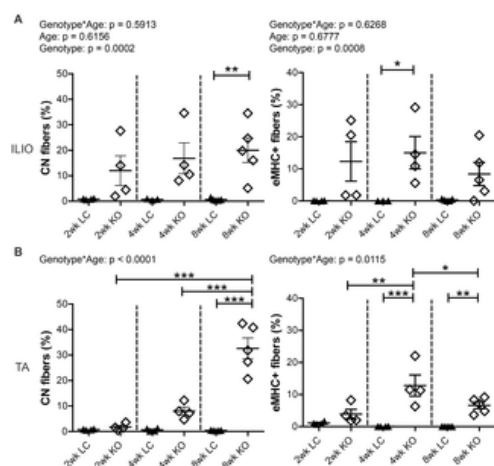 A
Genotype*Age: p = 0.5913
Age: p = 0.6156
Genotype: p = 0.0002
Genotype*Age: p = 0.6268
Age: p = 0.6777
Genotype: p = 0.0008
ILIO
CN fibers (%)
50
40
30
20
10
0
**
2wk LC
2wk KO
4wk LC
4wk KO
8wk LC
8wk KO
eMHC+ fibers (%)
50
40
30
20
10
0
*
2wk LC
2wk KO
4wk LC
4wk KO
8wk LC
8wk KO
B
Genotype*Age: p < 0.0001
Genotype*Age: p = 0.0115
TA
CN fibers (%)
50
40
30
20
10
0
***
***
***
2wk LC
2wk KO
4wk LC
4wk KO
8wk LC
8wk KO
eMHC+ fibers (%)
50
40
30
20
10
0
*
**
***
**
2wk LC
2wk KO
4wk LC
4wk KO
8wk LC
8wk KO